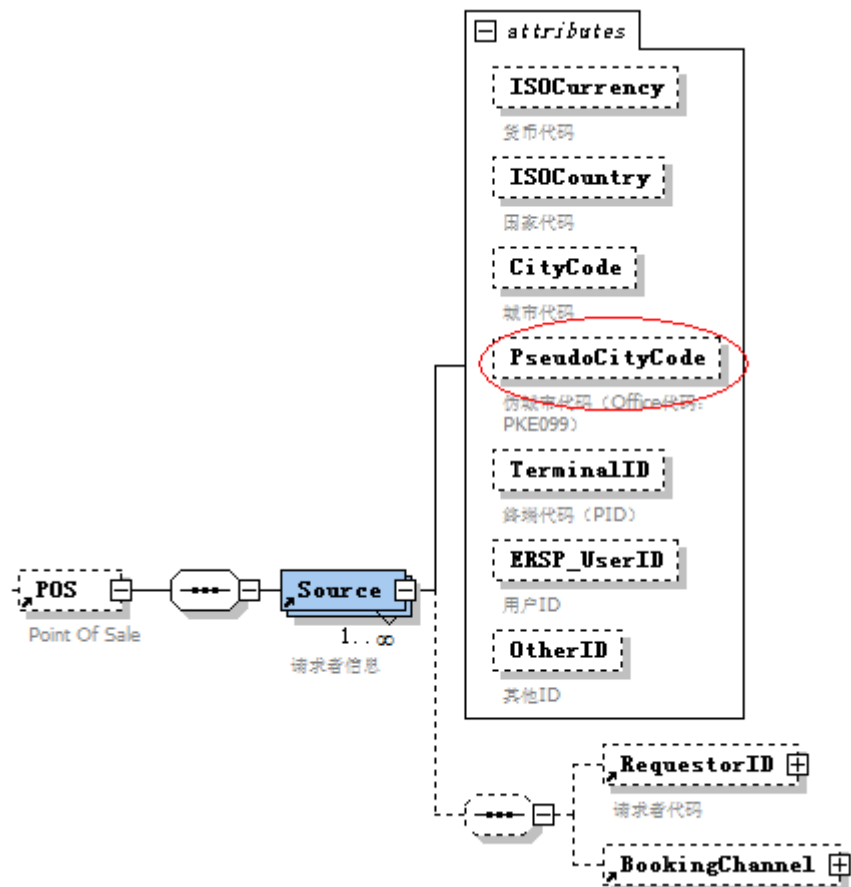 attributes
ISOCurrency
货币代码
ISOCountry
国家代码
CityCode
城市代码
PseudoCityCode
伪城市代码（Office代码：
PKE099）
TerminalID
终端代码（PID）
ERSP_UserID
用户ID
OtherID
其他ID
POS
Point Of Sale
Source
1..∞
请求者信息
RequestorID
请求者代码
BookingChannel